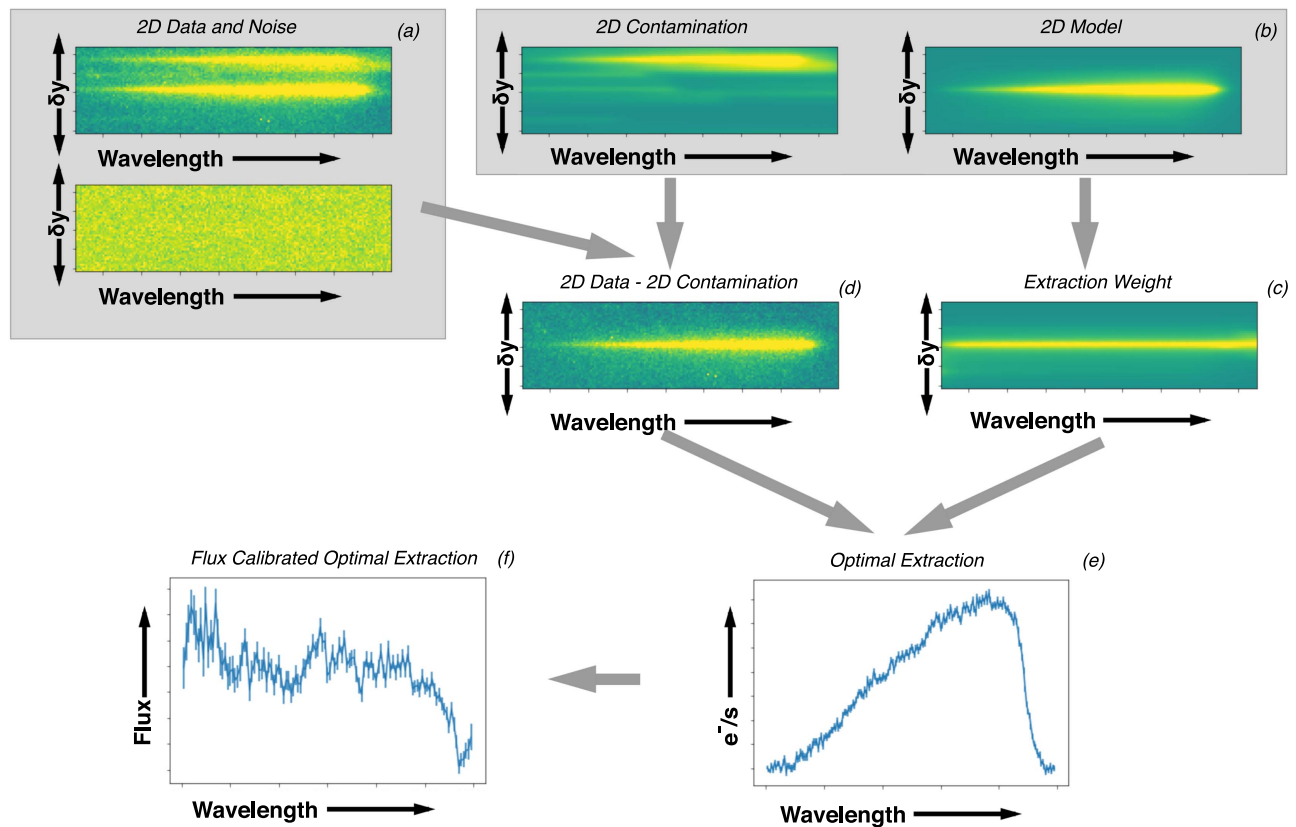 2D Data and Noise
(a)
δy
Wavelength
δy
Wavelength
2D Contamination
δy
Wavelength
2D Model
(b)
δy
Wavelength
2D Data - 2D Contamination
(d)
δy
Wavelength
Extraction Weight
(c)
δy
Wavelength
Flux Calibrated Optimal Extraction
(f)
Flux
Wavelength
Optimal Extraction
(e)
e⁻/s
Wavelength